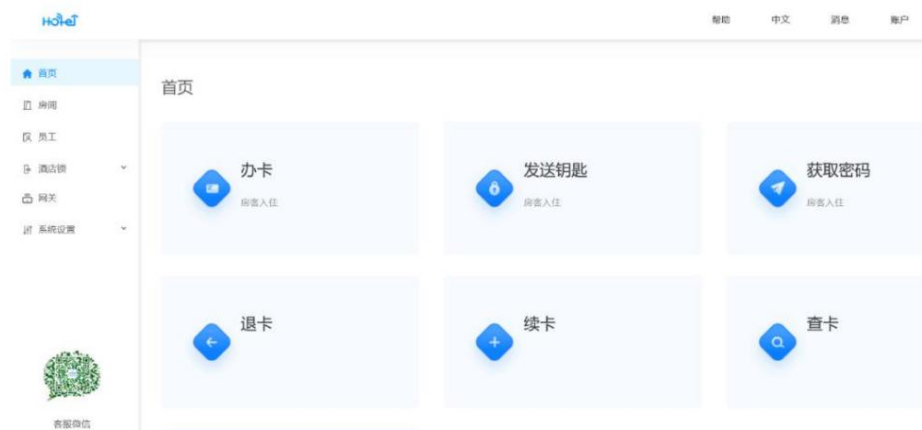 Hotel
帮助 中文 消息 账户
首页
房间
员工
酒店锁
网关
系统设置
客服微信
首页
办卡
房客入住
发送钥匙
房客入住
获取密码
房客入住
退卡
续卡
查卡